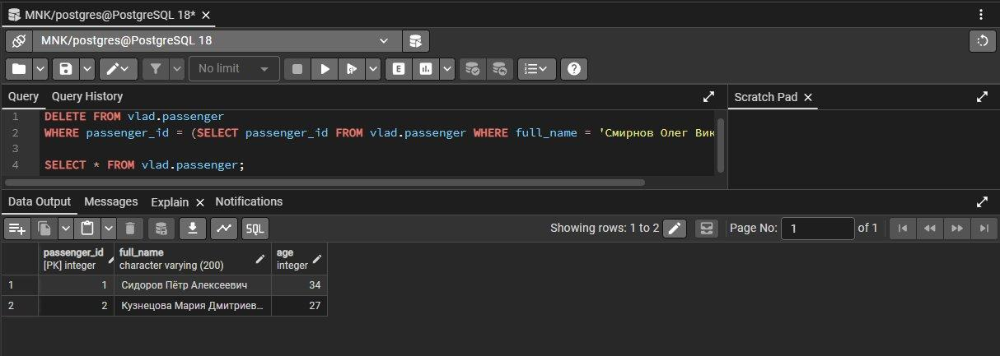 MNK/postgres@PostgreSQL 18*
MNK/postgres@PostgreSQL 18
No limit
E
Query Query History
Scratch Pad
1 DELETE FROM vlad.passenger
2 WHERE passenger_id = (SELECT passenger_id FROM vlad.passenger WHERE full_name = 'Смирнов Олег Вик
3
4 SELECT * FROM vlad.passenger;
Data Output Messages Explain Notifications
SQL Showing rows: 1 to 2 Page No: 1 of 1
passenger_id full_name age
[PK] integer character varying (200) integer
1 1 Сидоров Пётр Алексеевич 34
2 2 Кузнецова Мария Дмитриев... 27